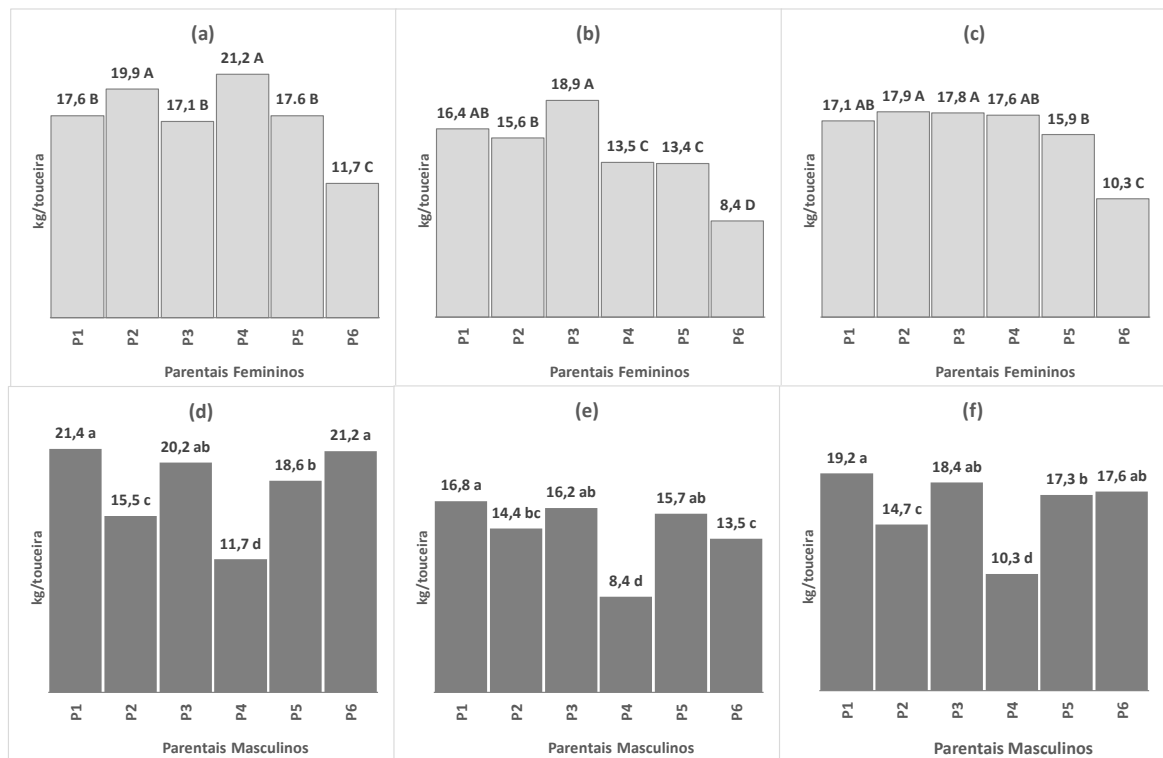 (a)
21,2 A
19,9 A
17,6 B
17,1 B
17.6 B
11,7 C
kg/touceira
P1
P2
P3
P4
P5
P6
Parentais Femininos
(b)
18,9 A
16,4 AB
15,6 B
13,5 C
13,4 C
8,4 D
kg/touceira
P1
P2
P3
P4
P5
P6
Parentais Femininos
(c)
17,1 AB
17,9 A
17,8 A
17,6 AB
15,9 B
10,3 C
kg/touceira
P1
P2
P3
P4
P5
P6
Parentais Femininos
(d)
21,4 a
15,5 c
20,2 ab
11,7 d
18,6 b
21,2 a
kg/touceira
P1
P2
P3
P4
P5
P6
Parentais Masculinos
(e)
16,8 a
14,4 bc
16,2 ab
8,4 d
15,7 ab
13,5 c
kg/touceira
P1
P2
P3
P4
P5
P6
Parentais Masculinos
(f)
19,2 a
14,7 c
18,4 ab
10,3 d
17,3 b
17,6 ab
kg/touceira
P1
P2
P3
P4
P5
P6
Parentais Masculinos